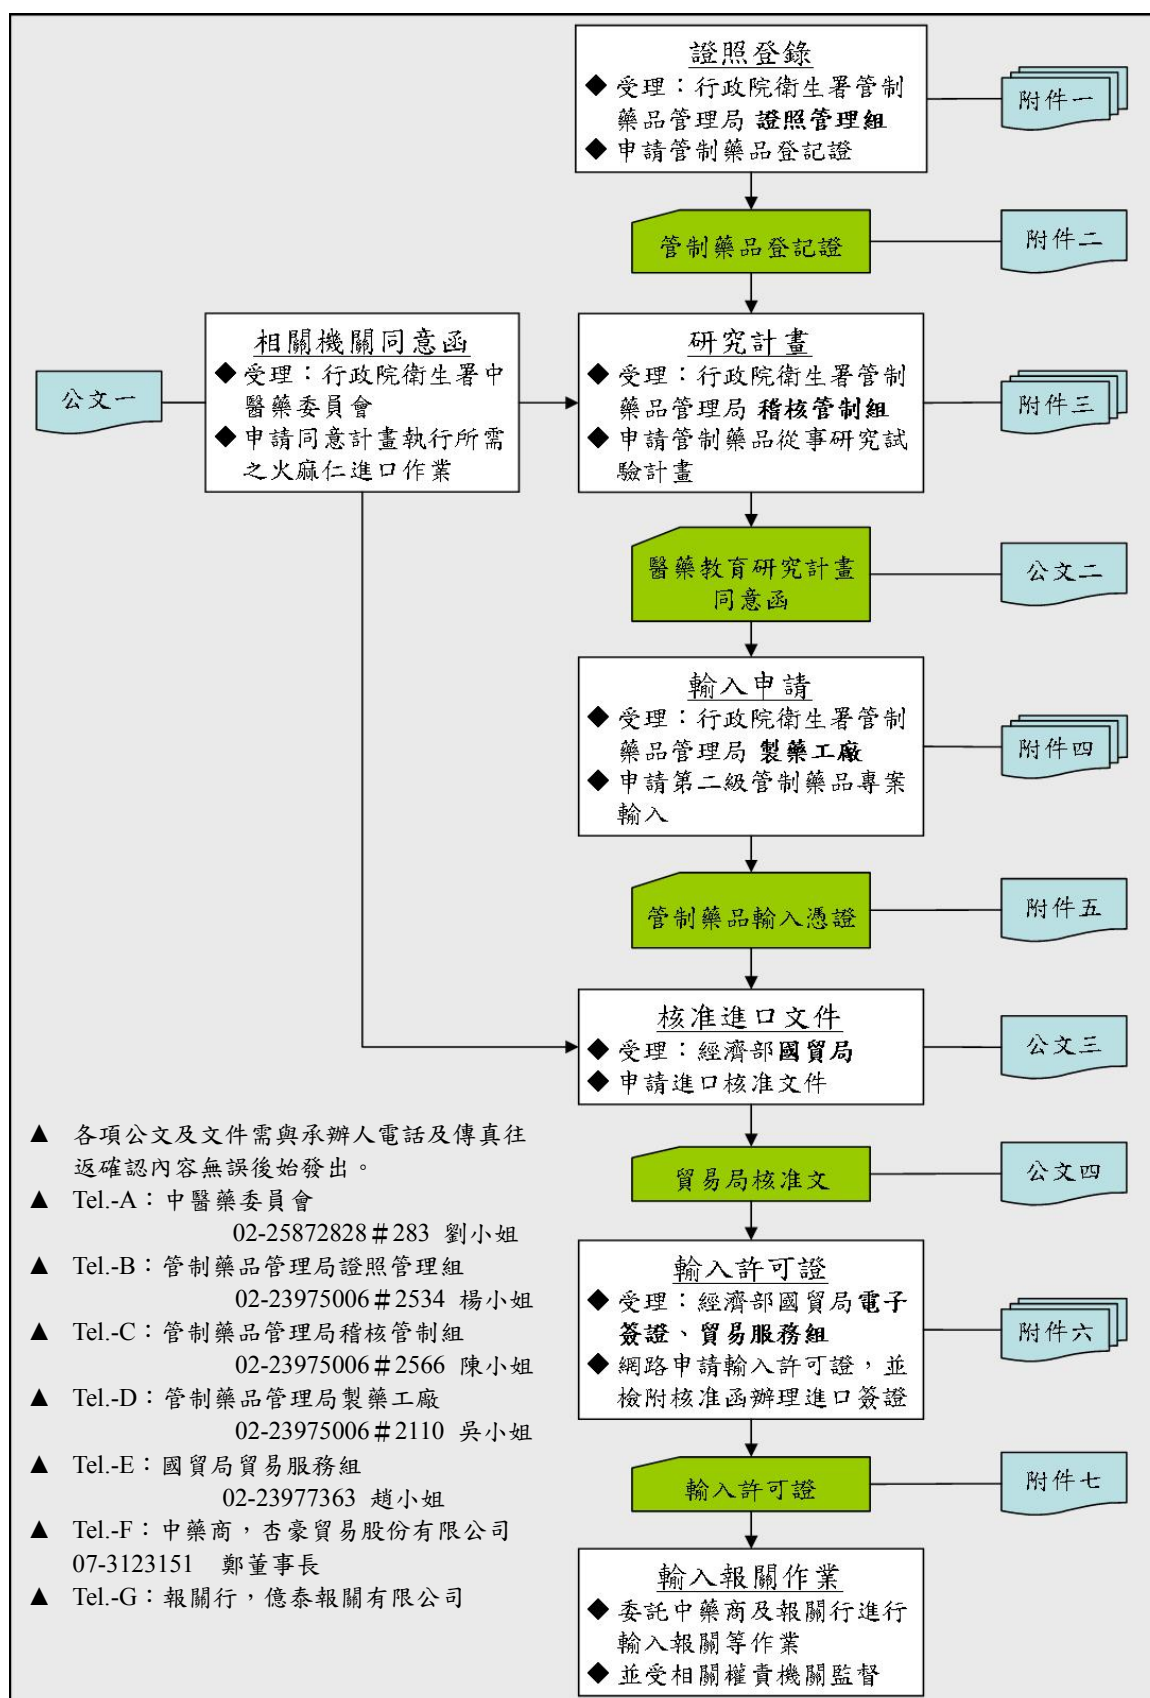 證照登錄
◆ 受理：行政院衛生署管制
藥品管理局 證照管理組
◆ 申請管制藥品登記證
附件一
管制藥品登記證
附件二
公文一
相關機關同意函
◆ 受理：行政院衛生署中
醫藥委員會
◆ 申請同意計畫執行所需
之火麻仁進口作業
研究計畫
◆ 受理：行政院衛生署管制
藥品管理局 稽核管制組
◆ 申請管制藥品從事研究試
驗計畫
附件三
醫藥教育研究計畫
同意函
公文二
輸入申請
◆ 受理：行政院衛生署管制
藥品管理局 製藥工廠
◆ 申請第二級管制藥品專案
輸入
附件四
管制藥品輸入憑證
附件五
核准進口文件
◆ 受理：經濟部國貿局
◆ 申請進口核准文件
公文三
貿易局核准文
公文四
輸入許可證
◆ 受理：經濟部國貿局電子
簽證、貿易服務組
◆ 網路申請輸入許可證，並
檢附核准函辦理進口簽證
附件六
輸入許可證
附件七
輸入報關作業
◆ 委託中藥商及報關行進行
輸入報關等作業
◆ 並受相關權責機關監督
▲ 各項公文及文件需與承辦人電話及傳真往
返確認內容無誤後始發出。
▲ Tel.-A：中醫藥委員會
02-25872828＃283 劉小姐
▲ Tel.-B：管制藥品管理局證照管理組
02-23975006＃2534 楊小姐
▲ Tel.-C：管制藥品管理局稽核管制組
02-23975006＃2566 陳小姐
▲ Tel.-D：管制藥品管理局製藥工廠
02-23975006＃2110 吳小姐
▲ Tel.-E：國貿局貿易服務組
02-23977363 趙小姐
▲ Tel.-F：中藥商，杏豪貿易股份有限公司
07-3123151 鄭董事長
▲ Tel.-G：報關行，億泰報關有限公司